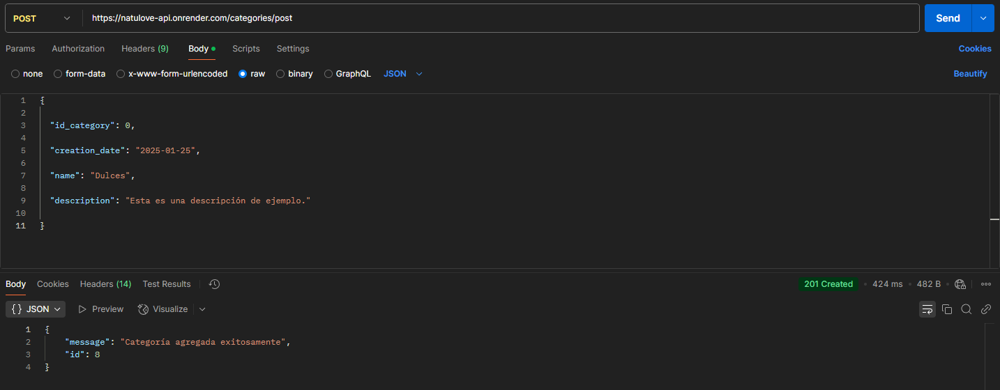 POST https://natulove-api.onrender.com/categories/post Send
Params Authorization Headers (9) Body Scripts Settings Cookies
none form-data x-www-form-urlencoded raw binary GraphQL JSON Beautify
1 {
2
3 "id_category": 0,
4
5 "creation_date": "2025-01-25",
6
7 "name": "Dulces",
8
9 "description": "Esta es una descripción de ejemplo."
10
11 }
Body Cookies Headers (14) Test Results 201 Created • 424 ms • 482 B
{} JSON Preview Visualize
1 {
2 "message": "Categoría agregada exitosamente",
3 "id": 8
4 }